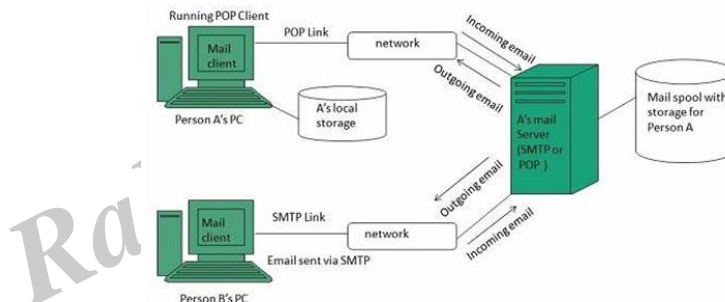 Running POP Client
POP Link
network
Incoming email
Outgoing email
Mail
client
Person A's PC
A's local
storage
A's mail
Server
(SMTP or
POP )
Mail spool with
storage for
Person A
Outgoing email
Incoming email
SMTP Link
network
Mail
client
Email sent via SMTP
Person B's PC